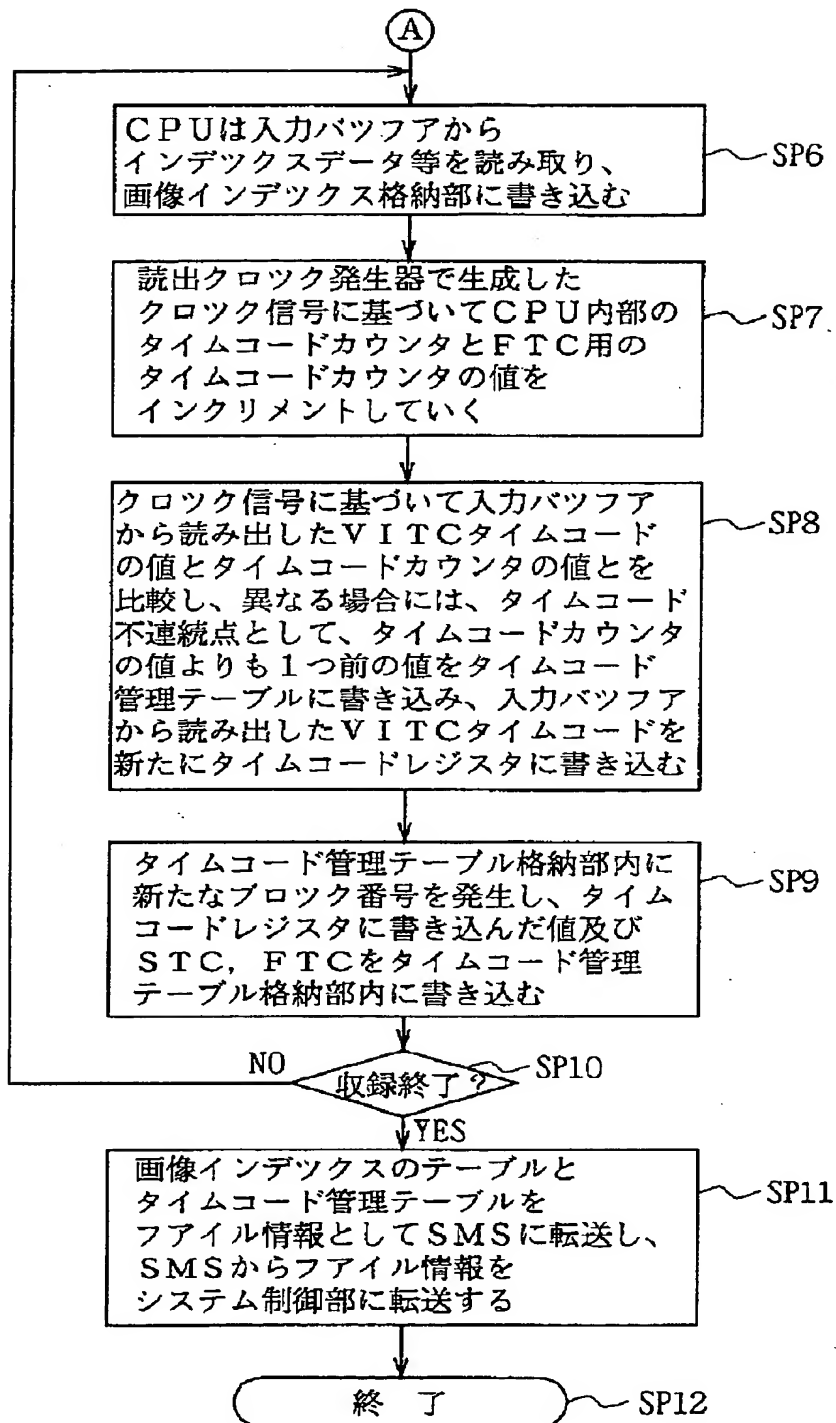 A
CPUは入力バツフアから
インデツクスデータ等を読み取り、
画像インデツクス格納部に書き込む
SP6
読出クロツク発生器で生成した
クロツク信号に基づいてCPU内部の
タイムコードカウンタとFTC用の
タイムコードカウンタの値を
インクリメントしていく
SP7
クロツク信号に基づいて入力バツフア
から読み出したVITCタイムコード
の値とタイムコードカウンタの値とを
比較し、異なる場合には、タイムコード
不連続点として、タイムコードカウンタ
の値よりも1つ前の値をタイムコード
管理テーブルに書き込み、入力バツフア
から読み出したVITCタイムコードを
新たにタイムコードレジスタに書き込む
SP8
タイムコード管理テーブル格納部内に
新たなブロツク番号を発生し、タイム
コードレジスタに書き込んだ値及び
STC,FTCをタイムコード管理
テーブル格納部内に書き込む
SP9
NO
収録終了?
SP10
YES
画像インデツクスのテーブルと
タイムコード管理テーブルを
フアイル情報としてSMSに転送し、
SMSからフアイル情報を
システム制御部に転送する
SP11
終 了
SP12